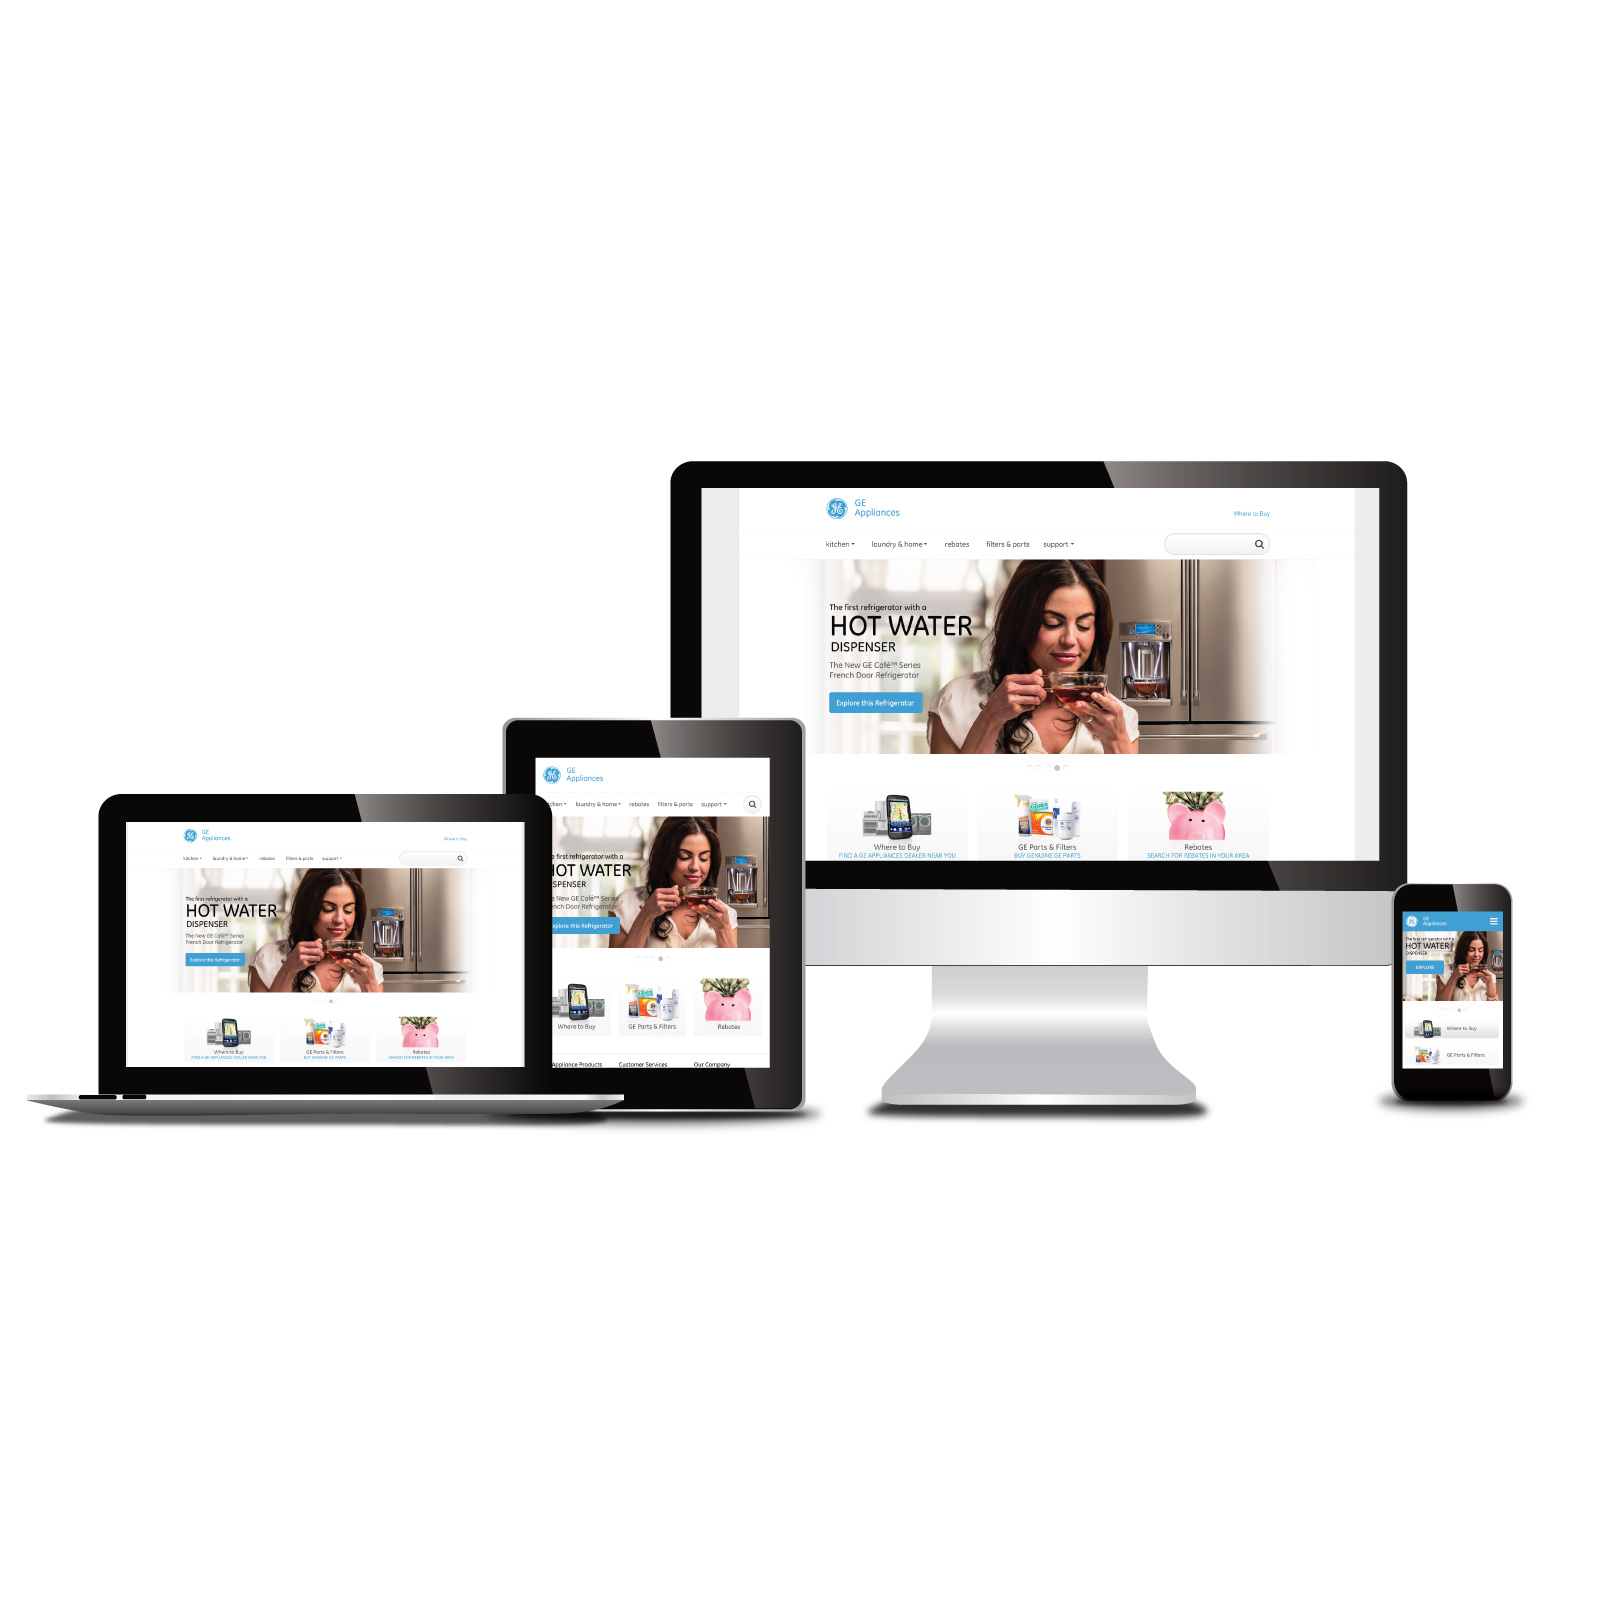 GE
Appliances
Where to Buy
kitchen laundry & home rebates filters & parts support
The first refrigerator with a
HOT WATER
DISPENSER
The New GE Café™ Series
French Door Refrigerator
Explore this Refrigerator
Where to Buy
FIND A GE APPLIANCES DEALER NEAR YOU
GE Parts & Filters
BUY GENUINE GE PARTS
Rebates
SEARCH FOR REBATES IN YOUR AREA
GE
Appliances
chen laundry & home rebates filters & parts support
e first refrigerator with a
HOT WATER
ISPENSER
e New GE Café™ Series
ench Door Refrigerator
xplore this Refrigerator
Where to Buy
GE Parts & Filters
Rebates
Appliance Products Customer Services Our Company
GE
Appliances
Where to Buy
kitchen laundry & home rebates filters & parts support
The first refrigerator with a
HOT WATER
DISPENSER
The New GE Café™ Series
French Door Refrigerator
Explore this Refrigerator
Where to Buy
FIND A GE APPLIANCES DEALER NEAR YOU
GE Parts & Filters
BUY GENUINE GE PARTS
Rebates
SEARCH FOR REBATES IN YOUR AREA
GE
Appliances
The first refrigerator with a
HOT WATER
DISPENSER
EXPLORE
Where to Buy
GE Parts & Filters